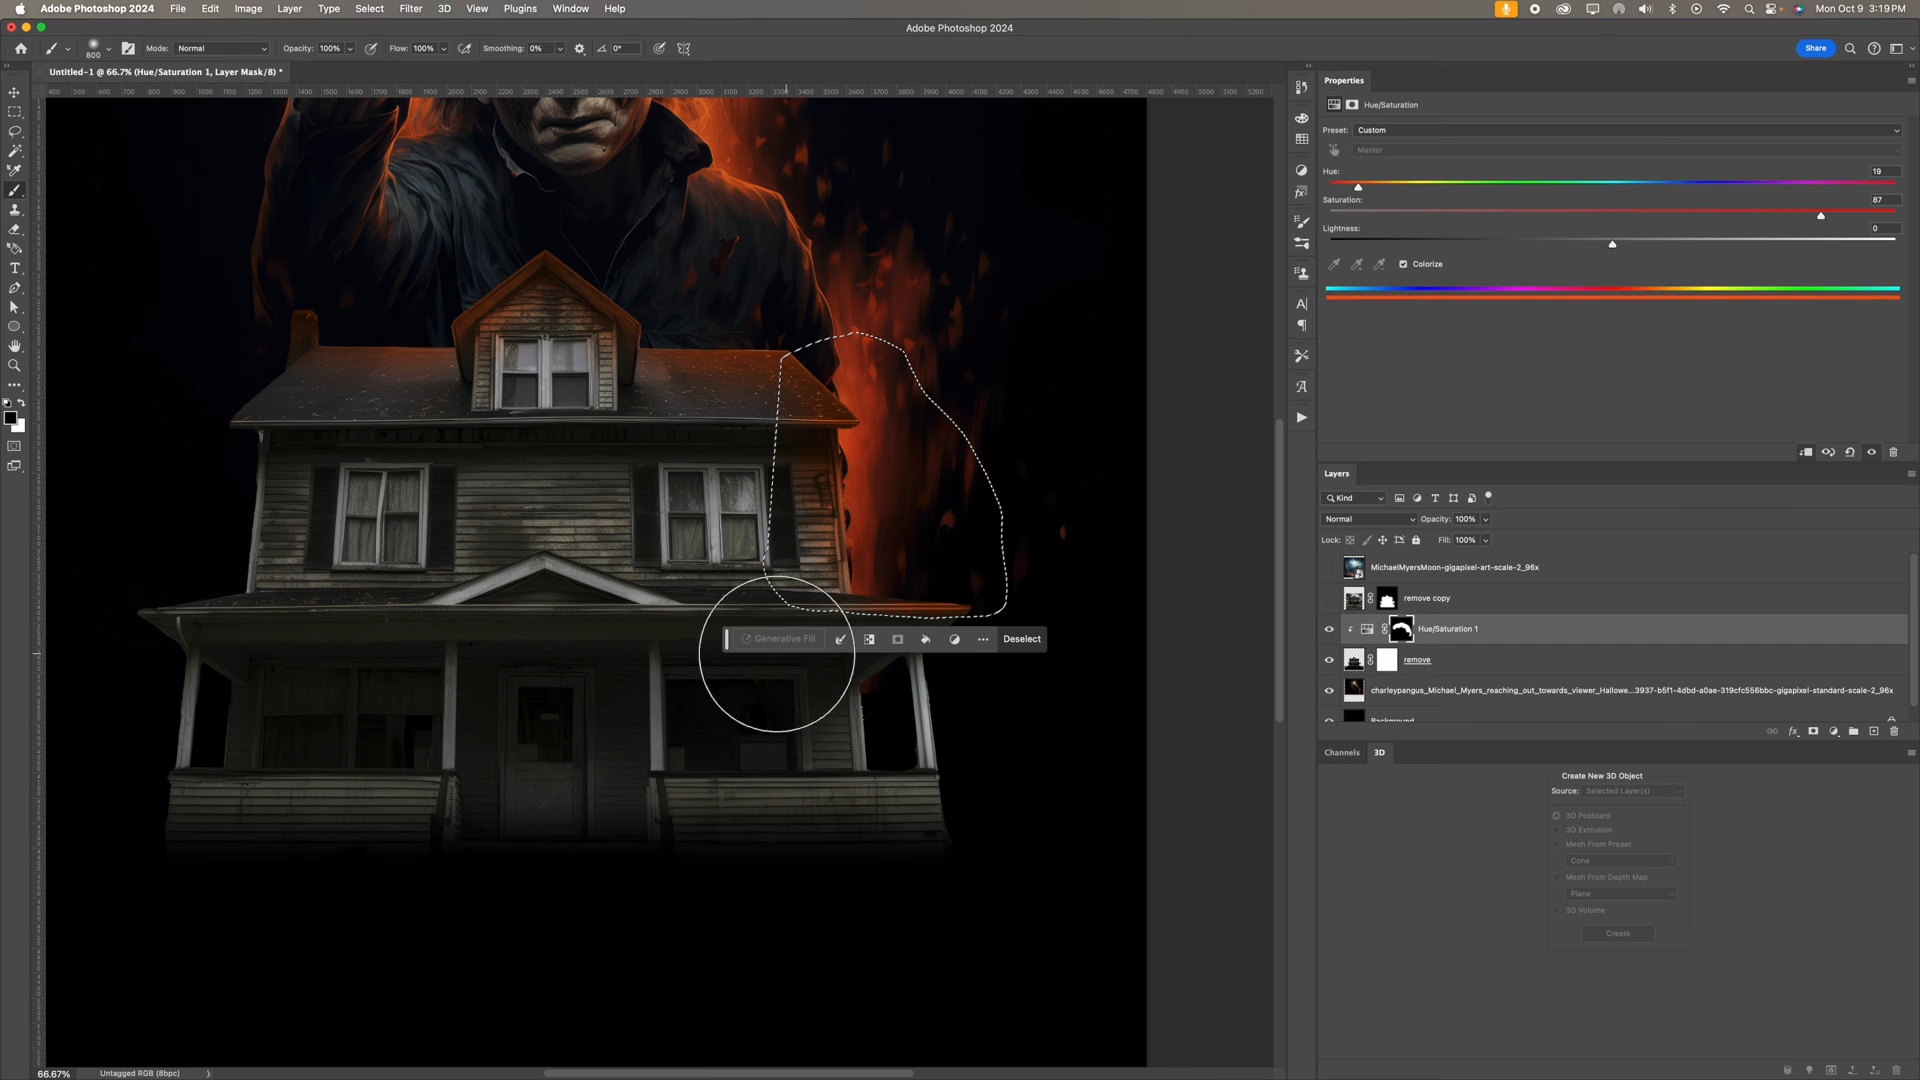 Adobe Photoshop 2024 File Edit Image Layer Type Select Filter 3D View Plugins Window Help Mon Oct 9 3:19 PM
Adobe Photoshop 2024
800 Mode: Normal Opacity: 100% Flow: 100% Smoothing: 0% 0° Share
Untitled-1 @ 66.7% (Hue/Saturation 1, Layer Mask/8) *
Properties
Hue/Saturation
Preset: Custom
Master
Hue: 19
Saturation: 87
Lightness: 0
Colorize
Layers
Kind
Normal Opacity: 100%
Lock: Fill: 100%
MichaelMyersMoon-gigapixel-art-scale-2_96x
remove copy
Hue/Saturation 1
remove
charleypangus_Michael_Myers_reaching_out_towards_viewer_Hallowe...3937-b5f1-4dbd-a0ae-319cfc556bbc-gigapixel-standard-scale-2_96x
Background
Generative Fill Deselect
Channels 3D
Create New 3D Object
Source: Selected Layer(s)
3D Postcard
3D Extrusion
Mesh From Preset
Cone
Mesh From Depth Map
Plane
3D Volume
Create
66.67% Untagged RGB (8bpc)